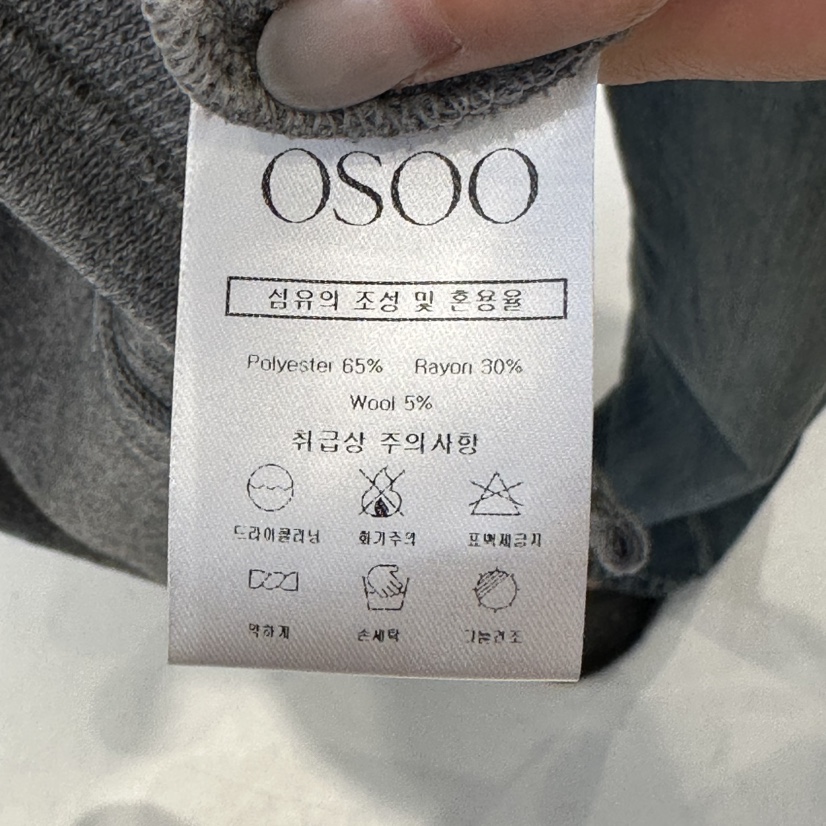 OSOO
섬유의 조성 및 혼용율
Polyester 65% Rayon 30%
Wool 5%
취급상 주의사항
드라이클리닝 화기주의 표백제금지
약하게 손세탁 그늘건조